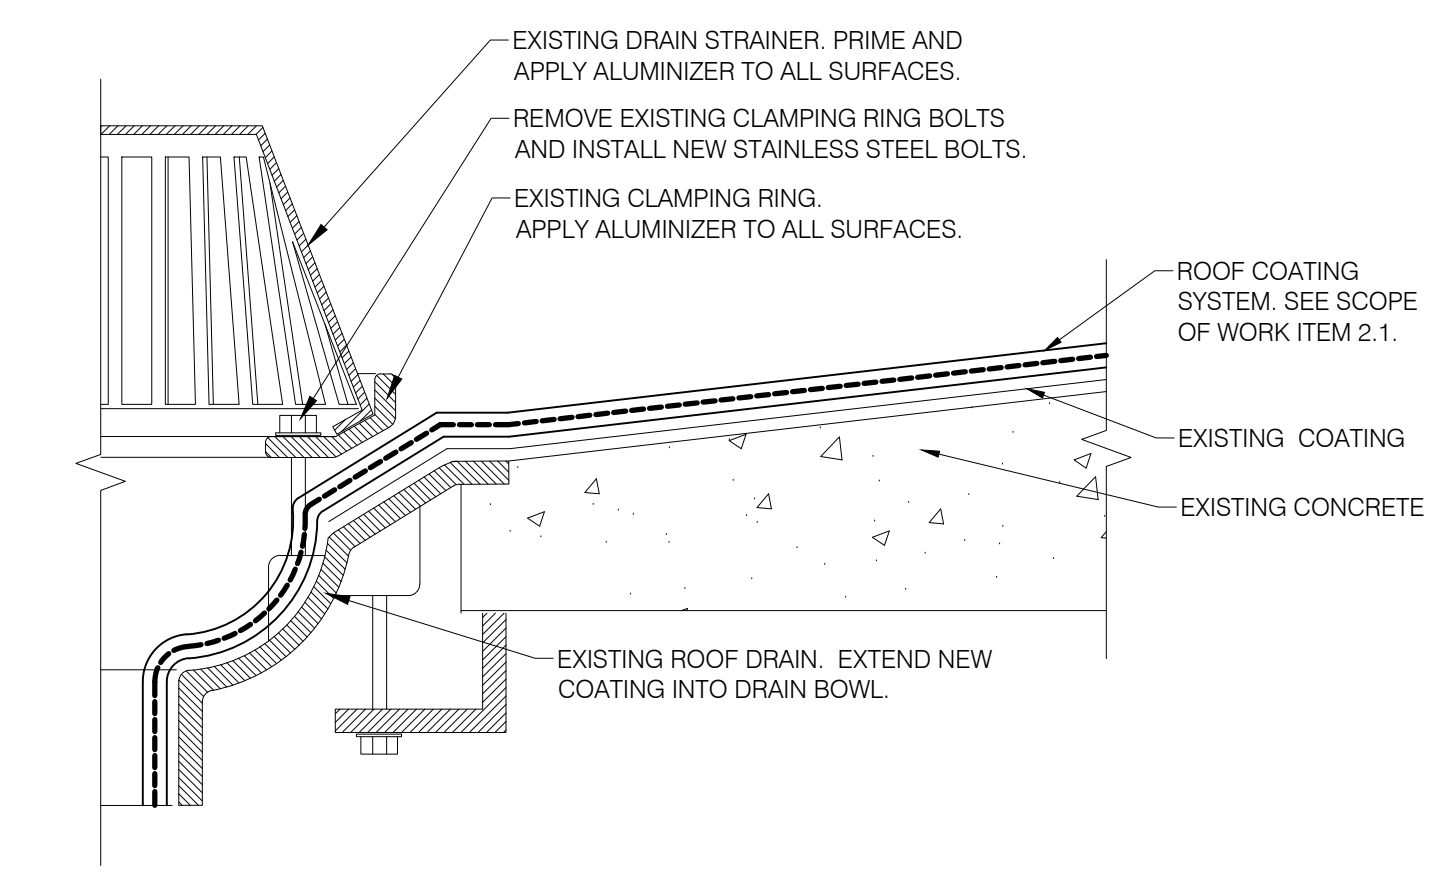 EXISTING DRAIN STRAINER. PRIME AND
APPLY ALUMINIZER TO ALL SURFACES.
REMOVE EXISTING CLAMPING RING BOLTS
AND INSTALL NEW STAINLESS STEEL BOLTS.
EXISTING CLAMPING RING.
APPLY ALUMINIZER TO ALL SURFACES.
ROOF COATING
SYSTEM. SEE SCOPE
OF WORK ITEM 2.1.
EXISTING COATING
EXISTING CONCRETE
EXISTING ROOF DRAIN. EXTEND NEW
COATING INTO DRAIN BOWL.